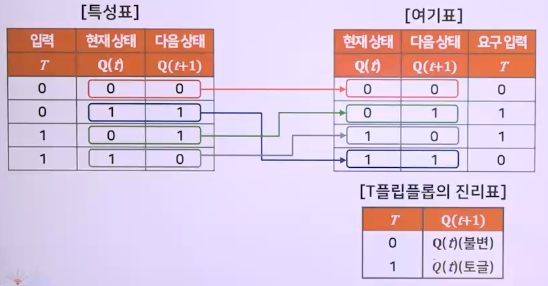 [특성표]
입력 현재 상태 다음 상태
T Q(t) Q(t+1)
0 0 0
0 1 1
1 0 1
1 1 0
[여기표]
현재 상태 다음 상태 요구 입력
Q(t) Q(t+1) T
0 0 0
0 1 1
1 0 1
1 1 0
[T플립플롭의 진리표]
T Q(t+1)
0 Q(t)(불변)
1 Q(t)(토글)